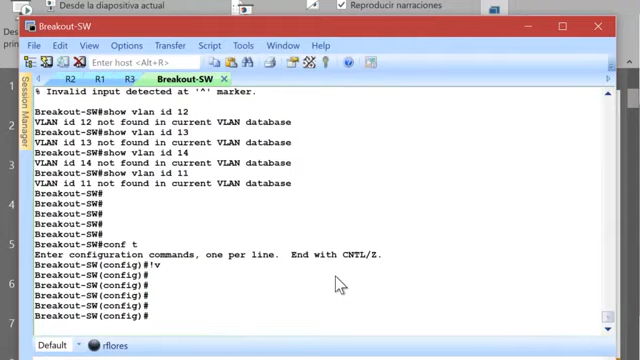 Desde la diapositiva actual
Reproducir narraciones
Breakout-SW
File Edit View Options Transfer Script Tools Window Help
Enter host <Alt+R>
R2 R1 R3 Breakout-SW
Session Manager
% Invalid input detected at '^' marker.
Breakout-SW#show vlan id 12
VLAN id 12 not found in current VLAN database
Breakout-SW#show vlan id 13
VLAN id 13 not found in current VLAN database
Breakout-SW#show vlan id 14
VLAN id 14 not found in current VLAN database
Breakout-SW#show vlan id 11
VLAN id 11 not found in current VLAN database
Breakout-SW#
Breakout-SW#
Breakout-SW#
Breakout-SW#
Breakout-SW#conf t
Enter configuration commands, one per line. End with CNTL/Z.
Breakout-SW(config)#!v
Breakout-SW(config)#
Breakout-SW(config)#
Breakout-SW(config)#
Breakout-SW(config)#
Breakout-SW(config)#
Default rflores
1
2
3
4
5
6
7